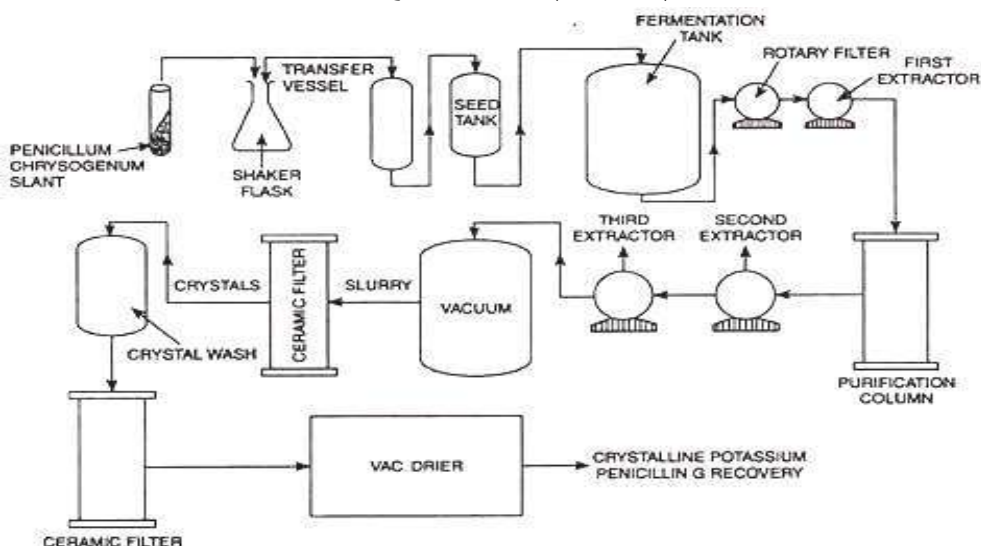 FERMENTATION
TANK
ROTARY FILTER
FIRST
EXTRACTOR
TRANSFER
VESSEL
SEED
TANK
PENICILLUM
CHRYSOGENUM
SLANT
SHAKER
FLASK
THIRD
EXTRACTOR
SECOND
EXTRACTOR
CRYSTALS
CERAMIC FILTER
SLURRY
VACUUM
CRYSTAL WASH
PURIFICATION
COLUMN
VAC. DRIER
CRYSTALLINE POTASSIUM
PENICILLIN G RECOVERY
CERAMIC FILTER